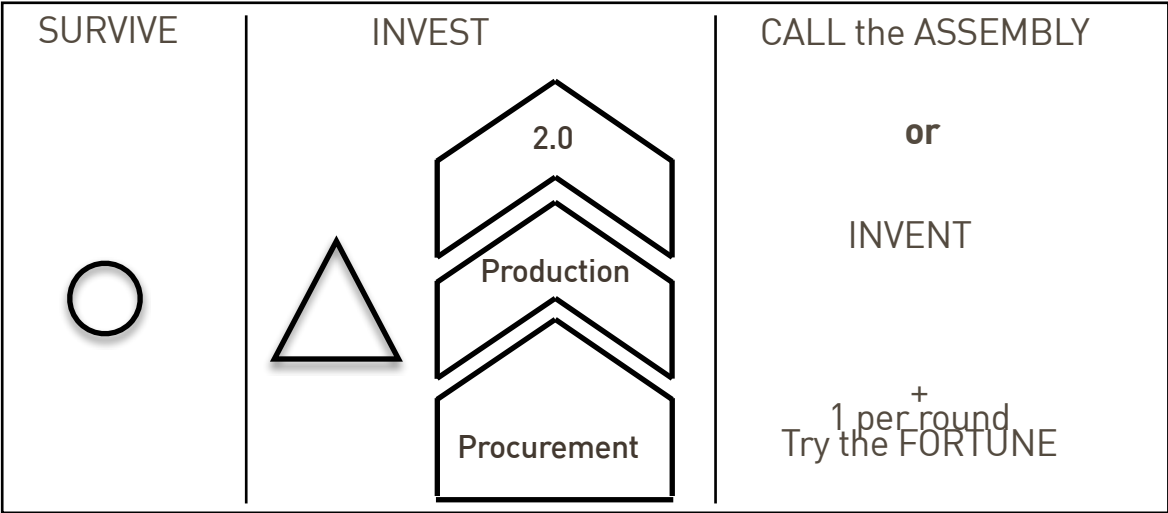 SURVIVE
INVEST
2.0
Production
Procurement
CALL the ASSEMBLY
or
INVENT
+
1 per round
Try the FORTUNE